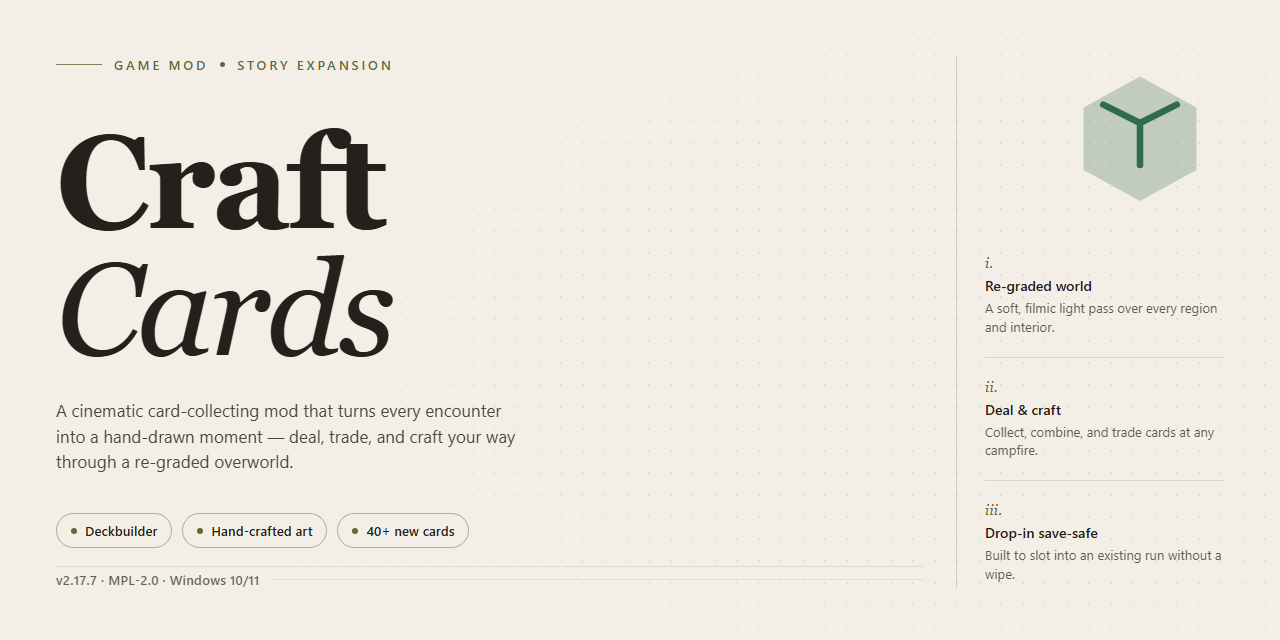 GAME MOD • STORY EXPANSION
Craft
Cards
A cinematic card-collecting mod that turns every encounter
into a hand-drawn moment — deal, trade, and craft your way
through a re-graded overworld.
Deckbuilder
Hand-crafted art
40+ new cards
v2.17.7 · MPL-2.0 · Windows 10/11
i.
Re-graded world
A soft, filmic light pass over every region
and interior.
ii.
Deal & craft
Collect, combine, and trade cards at any
campfire.
iii.
Drop-in save-safe
Built to slot into an existing run without a
wipe.